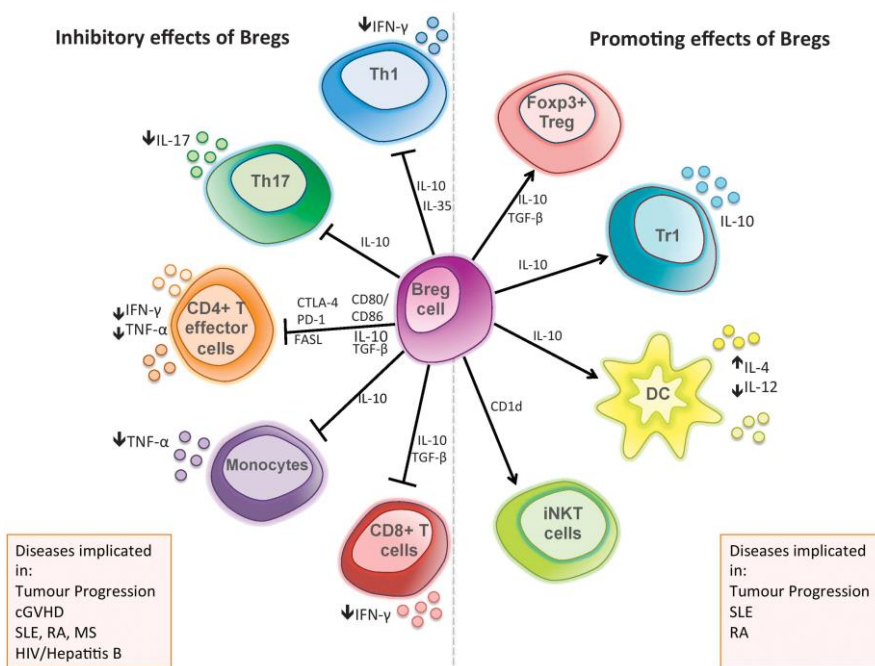 Inhibitory effects of Bregs
Promoting effects of Bregs
↓IFN-γ
Th1
↓IL-17
Th17
IL-10
IL-35
IL-10
↓IFN-γ
↓TNF-α
CD4+ T
effector
cells
CTLA-4
PD-1
FASL
CD80/
CD86
IL-10
TGF-β
Breg
cell
↓TNF-α
Monocytes
IL-10
CD8+ T
cells
↓IFN-γ
IL-10
TGF-β
Foxp3+
Treg
IL-10
TGF-β
Tr1
IL-10
IL-10
DC
↑IL-4
↓IL-12
IL-10
iNKT
cells
CD1d
Diseases implicated
in:
Tumour Progression
cGVHD
SLE, RA, MS
HIV/Hepatitis B
Diseases implicated
in:
Tumour Progression
SLE
RA